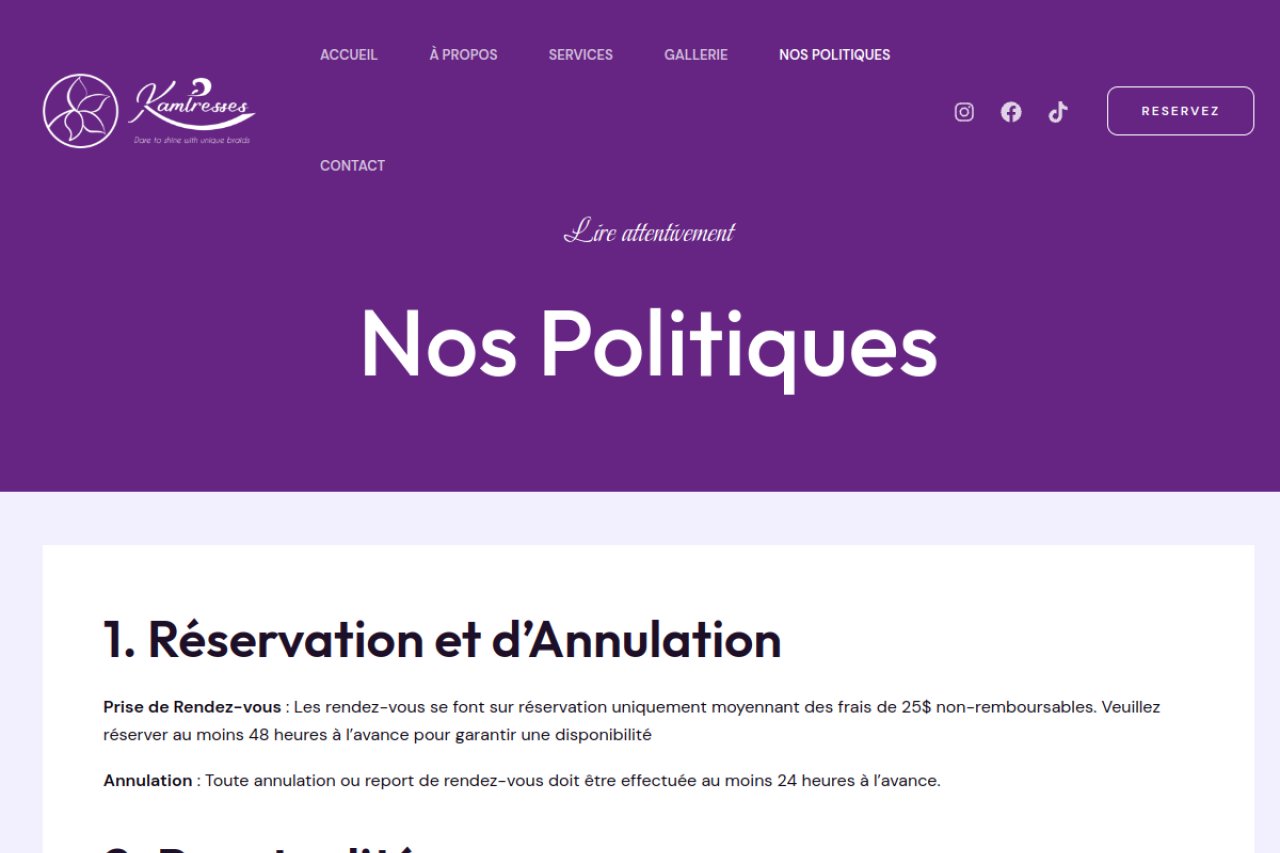 ACCUEIL À PROPOS SERVICES GALLERIE NOS POLITIQUES
Kamtresses
Dare to shine with unique braids
RESERVEZ
CONTACT
Lire attentivement
Nos Politiques
1. Réservation et d’Annulation
Prise de Rendez-vous : Les rendez-vous se font sur réservation uniquement moyennant des frais de 25$ non-remboursables. Veuillez
réserver au moins 48 heures à l’avance pour garantir une disponibilité
Annulation : Toute annulation ou report de rendez-vous doit être effectuée au moins 24 heures à l’avance.